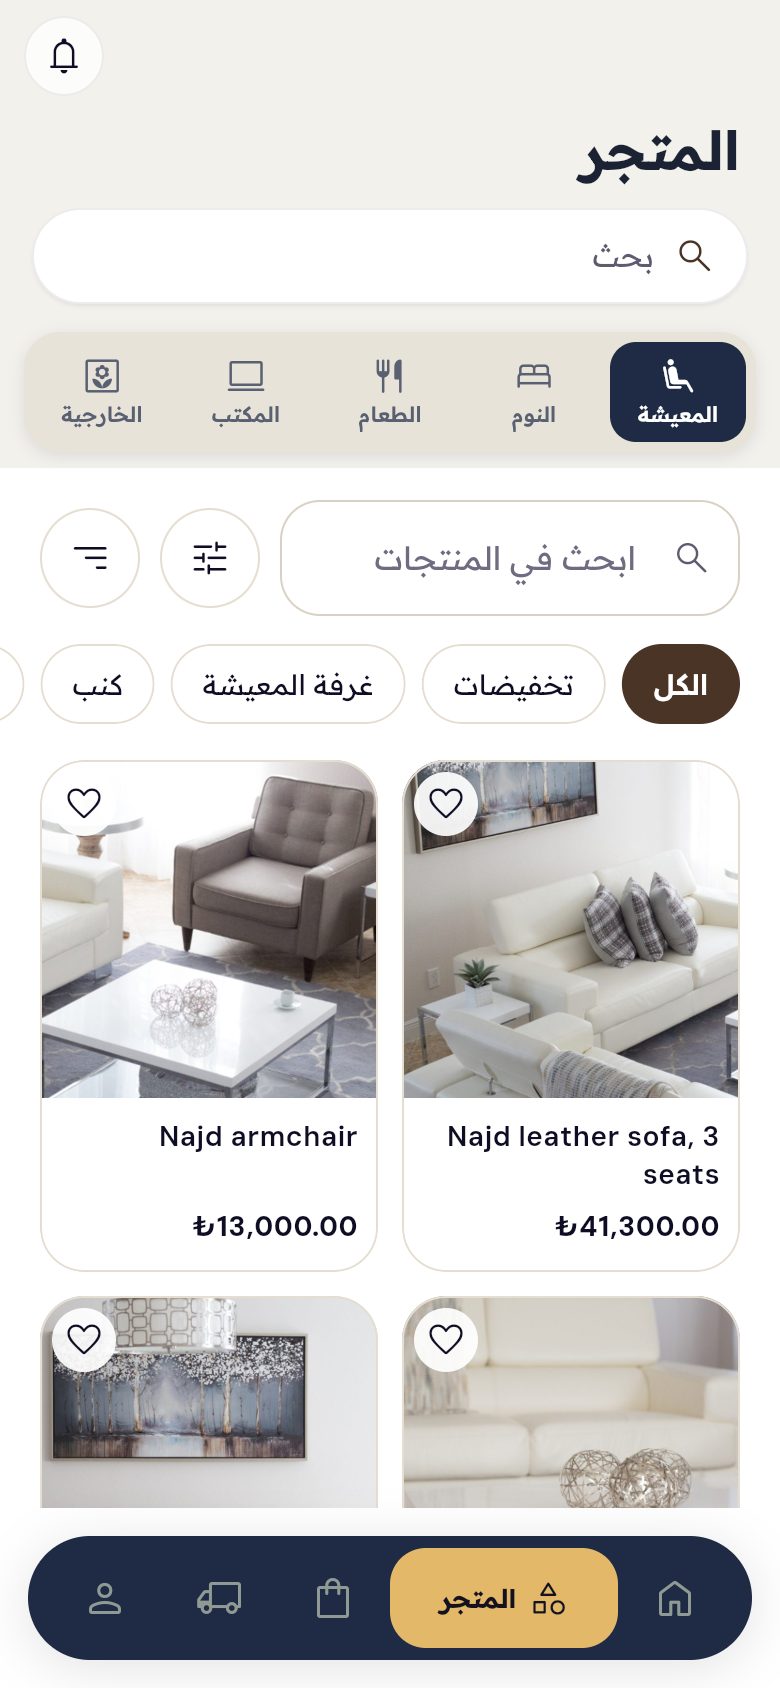 المتجر
بحث
المعيشة
النوم
الطعام
المكتب
الخارجية
ابحث في المنتجات
الكل
تخفيضات
غرفة المعيشة
كنب
Najd leather sofa, 3
seats
₺41,300.00
Najd armchair
₺13,000.00
المتجر